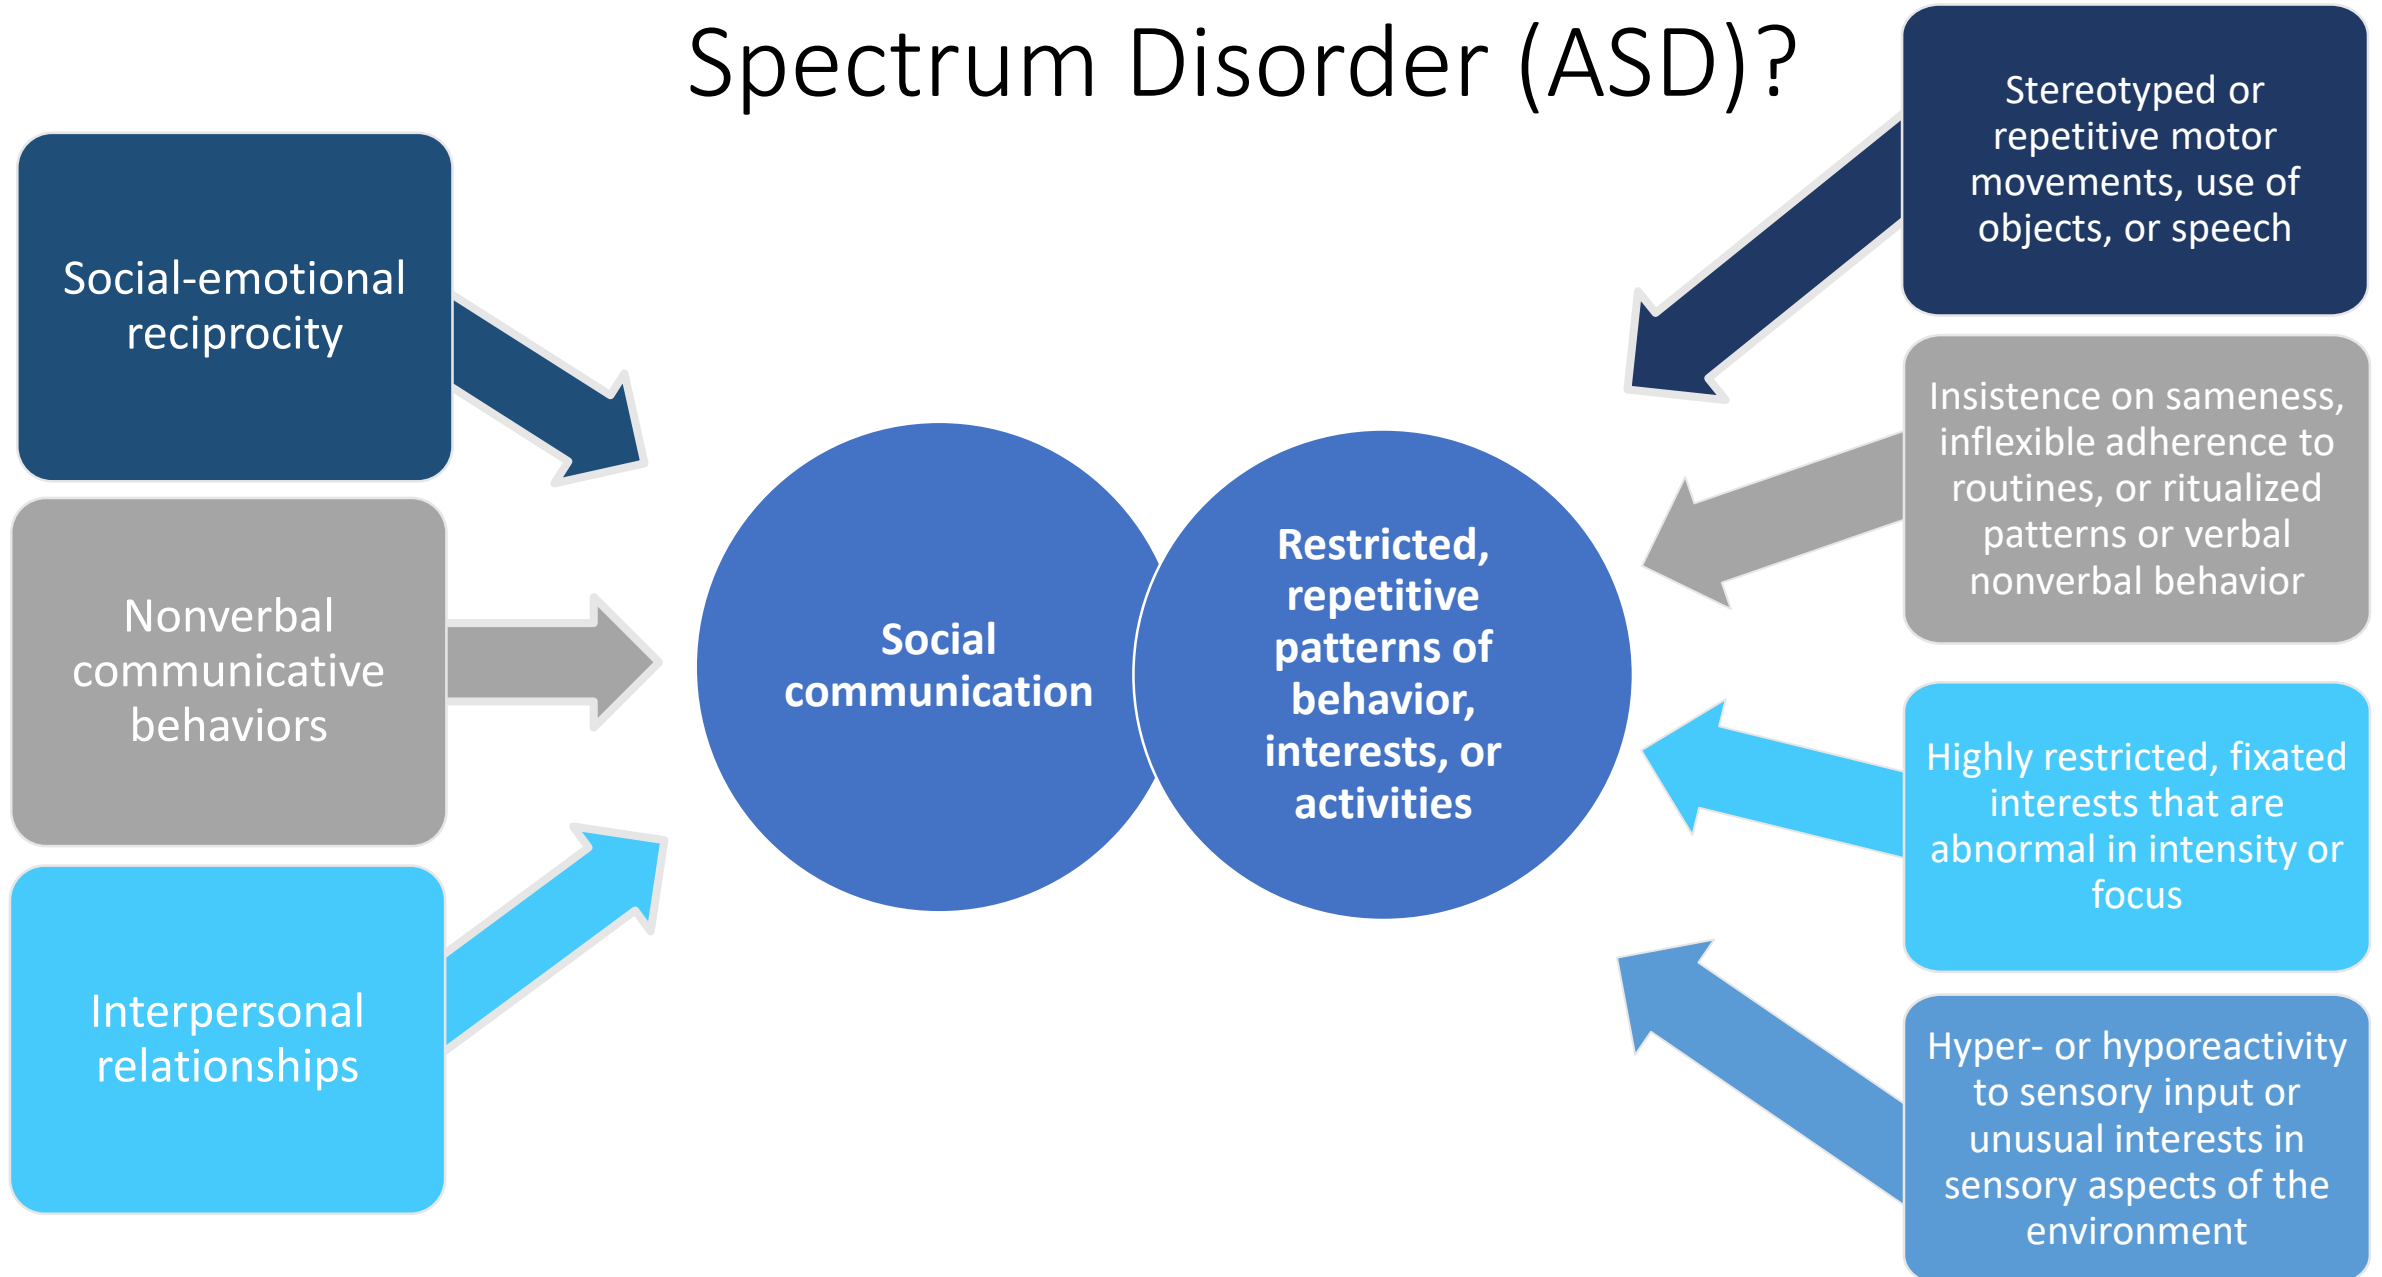 Spectrum Disorder (ASD)?
Social-emotional
reciprocity
Nonverbal
communicative
behaviors
Interpersonal
relationships
Social
communication
Restricted,
repetitive
patterns of
behavior,
interests, or
activities
Stereotyped or
repetitive motor
movements, use of
objects, or speech
Insistence on sameness,
inflexible adherence to
routines, or ritualized
patterns or verbal
nonverbal behavior
Highly restricted, fixated
interests that are
abnormal in intensity or
focus
Hyper- or hyporeactivity
to sensory input or
unusual interests in
sensory aspects of the
environment